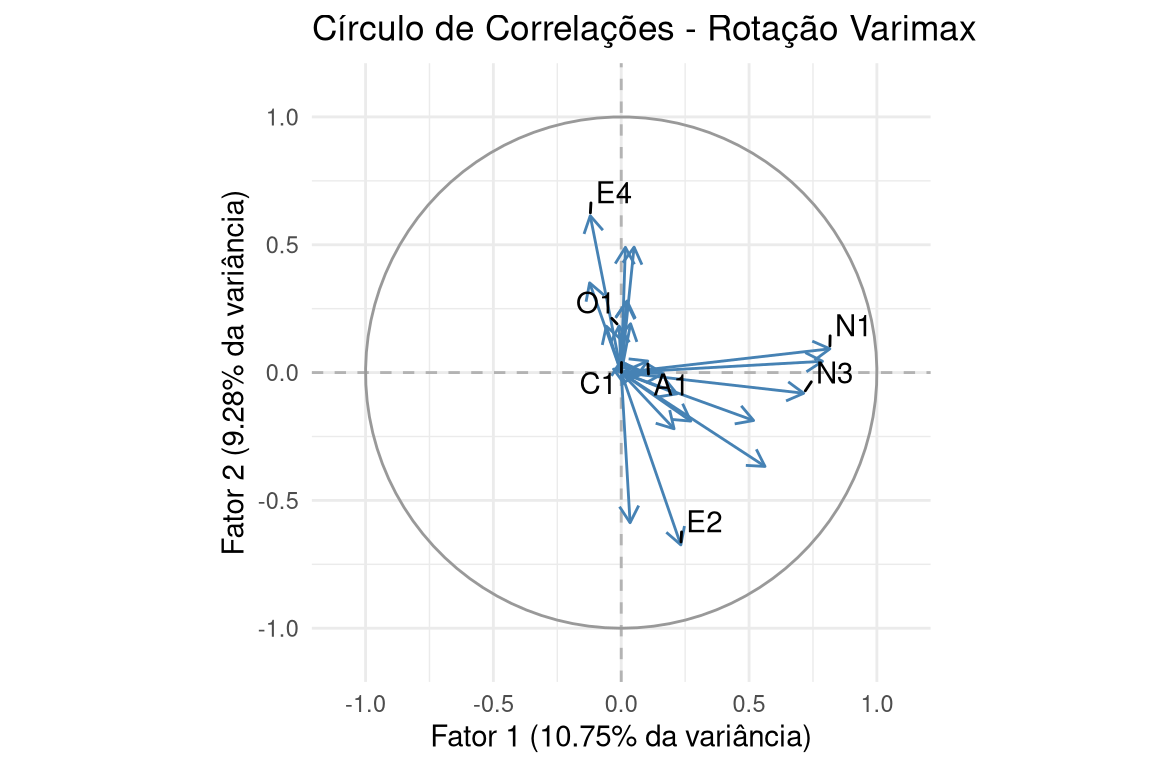 Círculo de Correlações - Rotação Varimax
Fator 2 (9.28% da variância)
1.0
0.5
0.0
-0.5
-1.0
E4
O1
N1
N3
C1
A1
E2
-1.0
-0.5
0.0
0.5
1.0
Fator 1 (10.75% da variância)